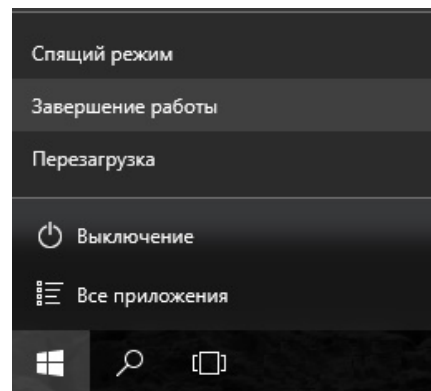 Спящий режим
Завершение работы
Перезагрузка
Выключение
Все приложения